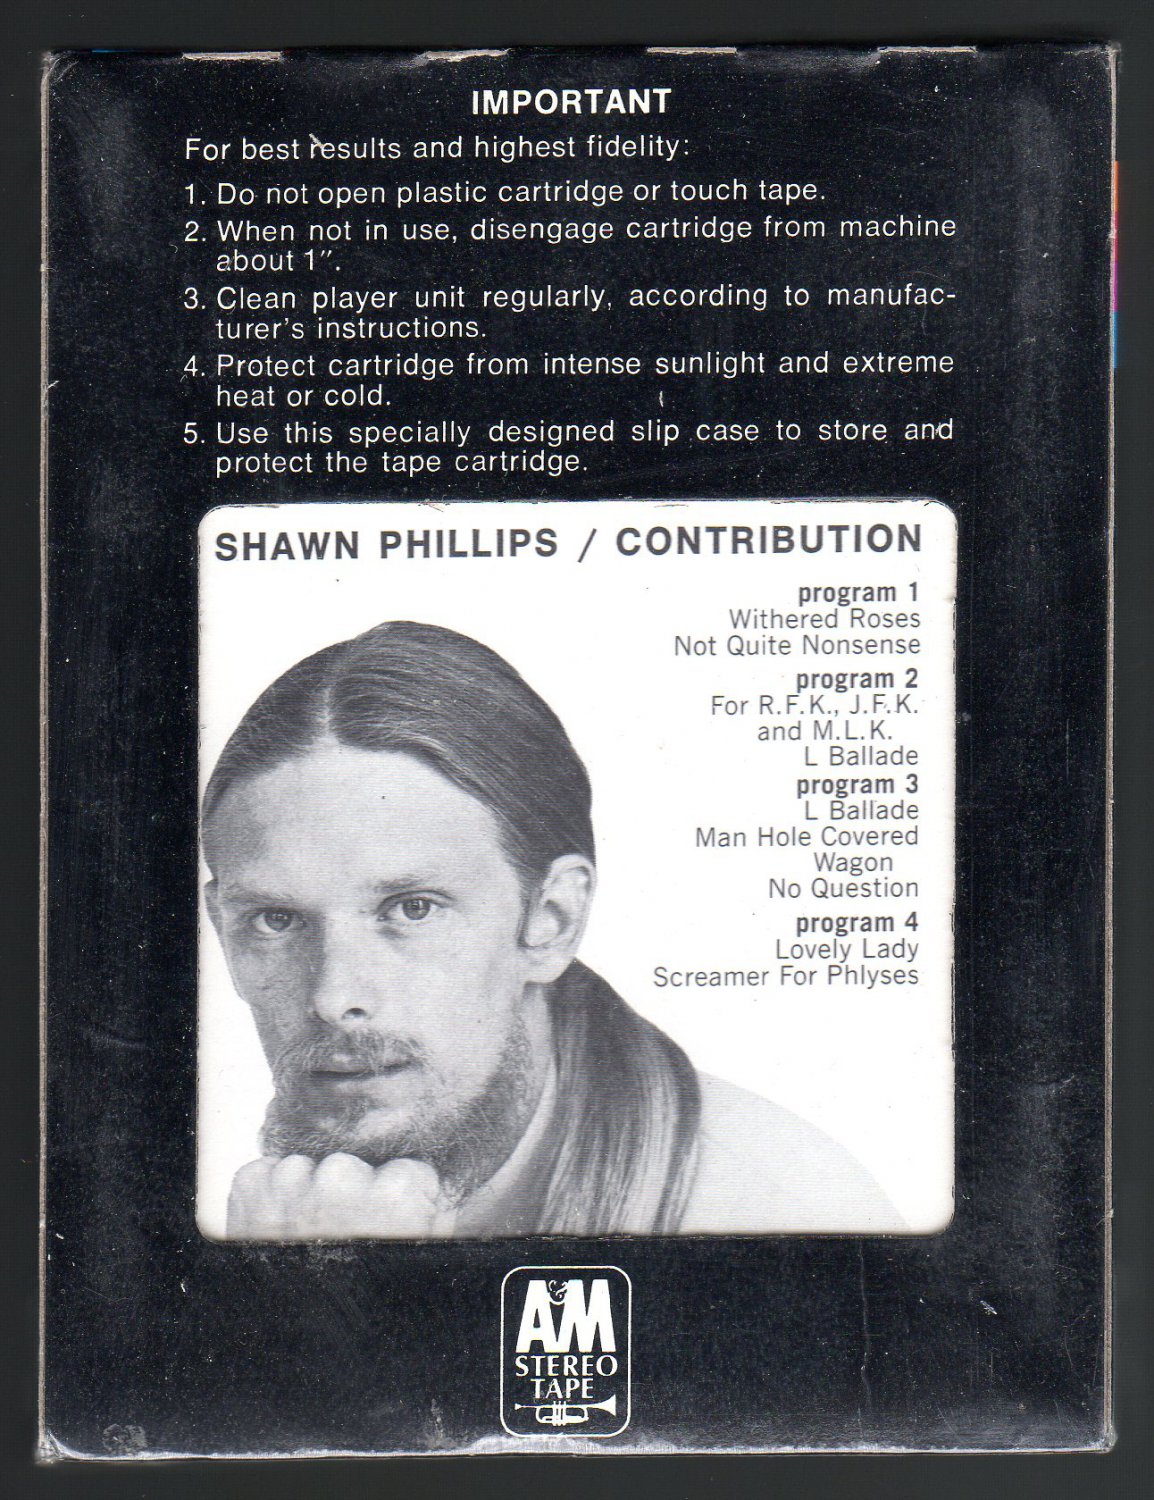 IMPORTANT
For best results and highest fidelity:
1. Do not open plastic cartridge or touch tape.
2. When not in use, disengage cartridge from machine
about 1″.
3. Clean player unit regularly, according to manufac-
turer's instructions.
4. Protect cartridge from intense sunlight and extreme
heat or cold.
5. Use this specially designed slip case to store and
protect the tape cartridge.
SHAWN PHILLIPS / CONTRIBUTION
program 1
Withered Roses
Not Quite Nonsense
program 2
For R.F.K., J.F.K.
and M.L.K.
L Ballade
program 3
L Ballade
Man Hole Covered
Wagon
No Question
program 4
Lovely Lady
Screamer For Phlyses
A&M
STEREO
TAPE